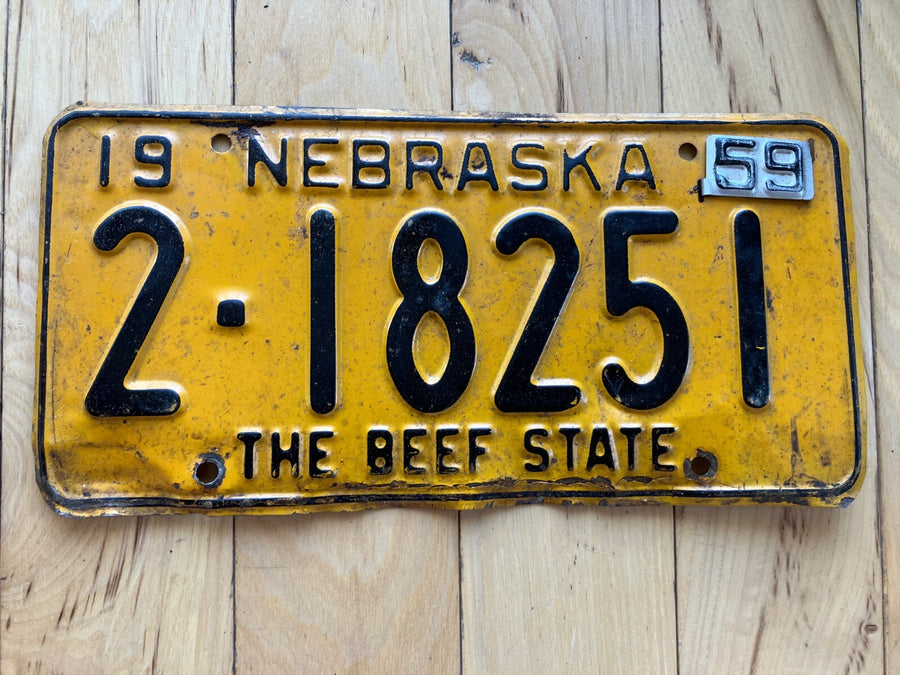 19 NEBRASKA 59
2-18251
THE BEEF STATE